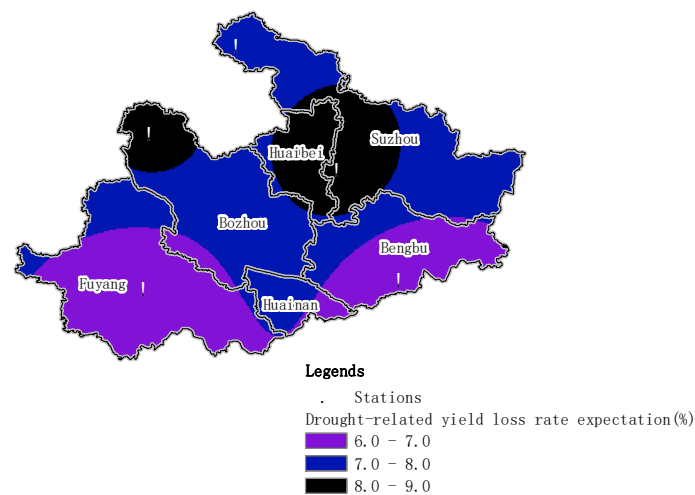 Suzhou
Huaibei
Bozhou
Bengbu
Fuyang
Huainan
Legends
. Stations
Drought-related yield loss rate expectation(%)
6.0 - 7.0
7.0 - 8.0
8.0 - 9.0